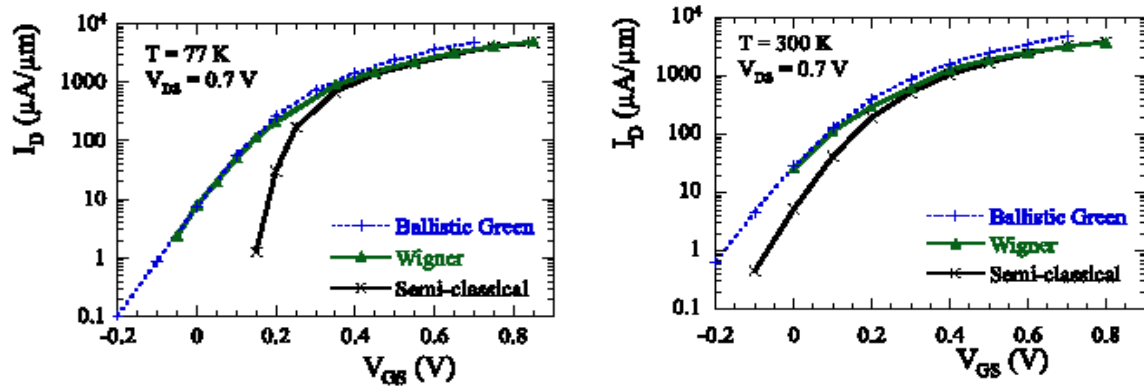 10⁴
1000
100
10
1
0.1
I_D (μA/μm)
T = 77 K
V_DS = 0.7 V
Ballistic Green
Wigner
Semi-classical
-0.2 0 0.2 0.4 0.6 0.8
V_GS (V)
10⁴
1000
100
10
1
0.1
I_D (μA/μm)
T = 300 K
V_DS = 0.7 V
Ballistic Green
Wigner
Semi-classical
-0.2 0 0.2 0.4 0.6 0.8
V_GS (V)